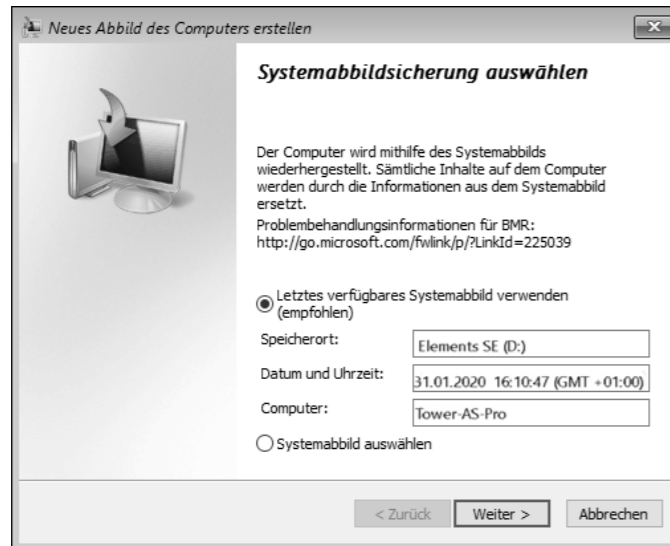 Neues Abbild des Computers erstellen
Systemabbildsicherung auswählen
Der Computer wird mithilfe des Systemabbilds
wiederhergestellt. Sämtliche Inhalte auf dem Computer
werden durch die Informationen aus dem Systemabbild
ersetzt.
Problembehandlungsinformationen für BMR:
http://go.microsoft.com/fwlink/p/?LinkId=225039
Letztes verfügbares Systemabbild verwenden
(empfohlen)
Speicherort: Elements SE (D:)
Datum und Uhrzeit: 31.01.2020 16:10:47 (GMT +01:00)
Computer: Tower-AS-Pro
Systemabbild auswählen
< Zurück Weiter > Abbrechen